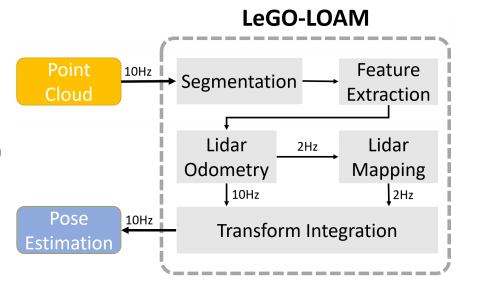 LeGO-LOAM
Point
Cloud
10Hz
Segmentation
Feature
Extraction
Lidar
Odometry
2Hz
Lidar
Mapping
10Hz
2Hz
Pose
Estimation
10Hz
Transform Integration